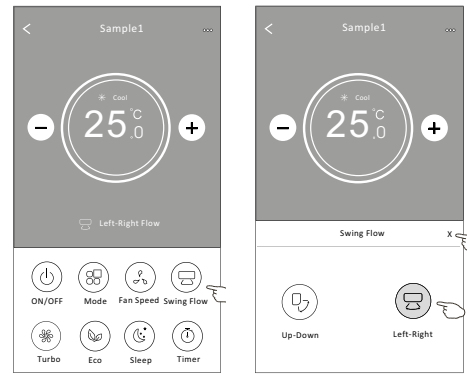 Sample1
Cool
25.0°C
Left-Right Flow
ON/OFF
Mode
Fan Speed
Swing Flow
Turbo
Eco
Sleep
Timer
Sample1
Cool
25.0°C
Swing Flow
X
Up-Down
Left-Right